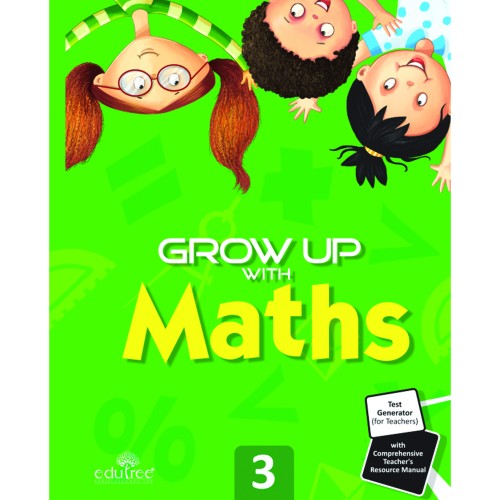 GROW UP
WITH
Maths
Test
Generator
(for Teachers)
with
Comprehensive
Teacher's
Resource Manual
edutree
3